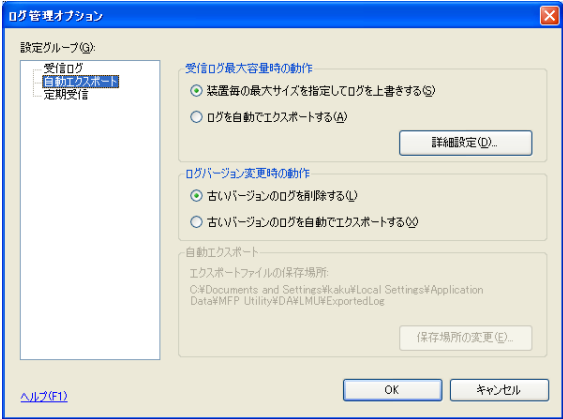 ログ管理オプション
設定グループ(G):
受信ログ
自動エクスポート
定期受信
受信ログ最大容量時の動作
装置毎の最大サイズを指定してログを上書きする(S)
ログを自動でエクスポートする(A)
詳細設定(D)...
ログバージョン変更時の動作
古いバージョンのログを削除する(L)
古いバージョンのログを自動でエクスポートする(X)
自動エクスポート
エクスポートファイルの保存場所:
C:¥Documents and Settings¥kaku¥Local Settings¥Application
Data¥MFP Utility¥DA¥LMU¥ExportedLog
保存場所の変更(E)...
ヘルプ(F1)
OK
キャンセル